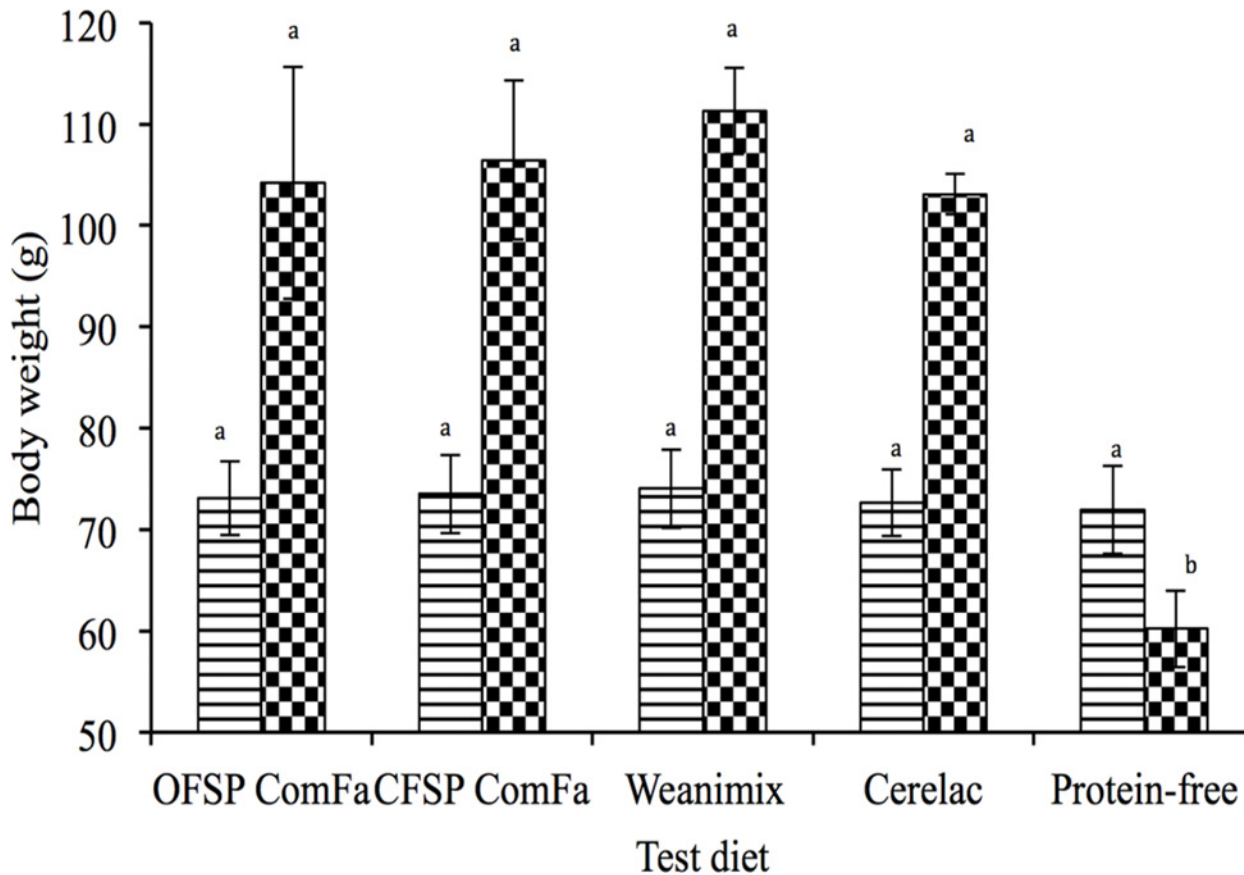 120
110
100
90
80
70
60
50
Body weight (g)
a
a
a
a
a
a
a
a
a
b
OFSP ComFa CFSP ComFa Weanimix Cerelac Protein-free
Test diet